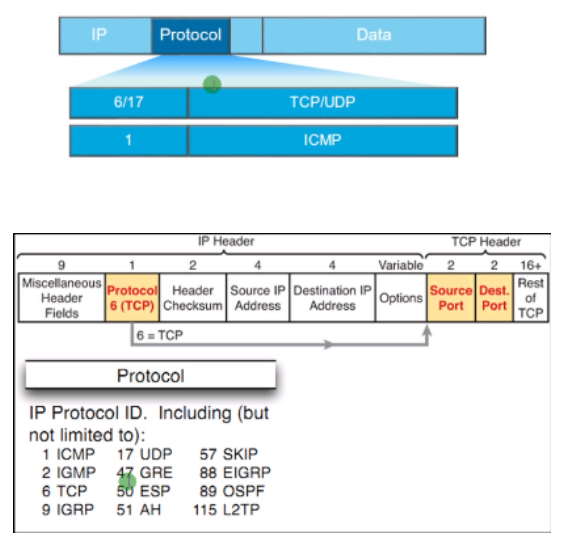 IP Protocol Data
6/17 TCP/UDP
1 ICMP
IP Header TCP Header
9 1 2 4 4 Variable 2 2 16+
Miscellaneous Header Fields
Protocol 6 (TCP)
Header Checksum
Source IP Address
Destination IP Address
Options
Source Port
Dest. Port
Rest of TCP
6 = TCP
Protocol
IP Protocol ID. Including (but
not limited to):
1 ICMP 17 UDP 57 SKIP
2 IGMP 47 GRE 88 EIGRP
6 TCP 50 ESP 89 OSPF
9 IGRP 51 AH 115 L2TP